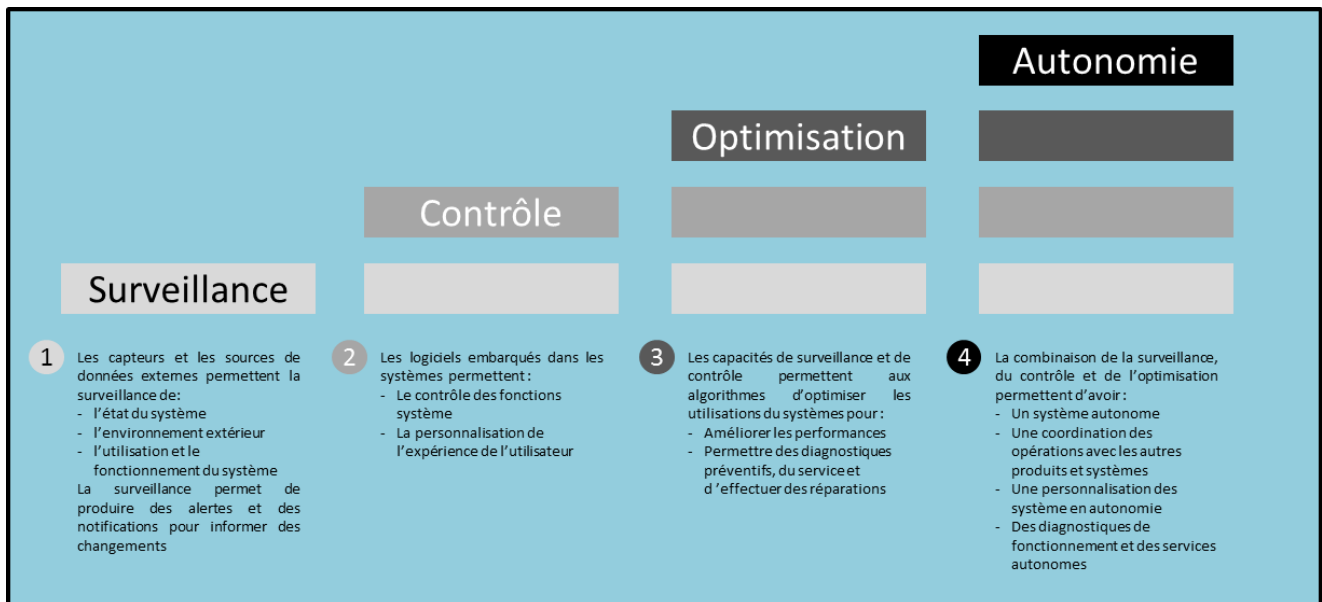 Autonomie
Optimisation
Contrôle
Surveillance
1
Les capteurs et les sources de
données externes permettent la
surveillance de:
- l'état du système
- l'environnement extérieur
- l'utilisation et le
fonctionnement du système
La surveillance permet de
produire des alertes et des
notifications pour informer des
changements
2
Les logiciels embarqués dans les
systèmes permettent :
- Le contrôle des fonctions
système
- La personnalisation de
l'expérience de l'utilisateur
3
Les capacités de surveillance et de
contrôle permettent aux
algorithmes d'optimiser les
utilisations du systèmes pour :
- Améliorer les performances
- Permettre des diagnostiques
préventifs, du service et
d 'effectuer des réparations
4
La combinaison de la surveillance,
du contrôle et de l'optimisation
permettent d'avoir :
- Un système autonome
- Une coordination des
opérations avec les autres
produits et systèmes
- Une personnalisation des
système en autonomie
- Des diagnostiques de
fonctionnement et des services
autonomes